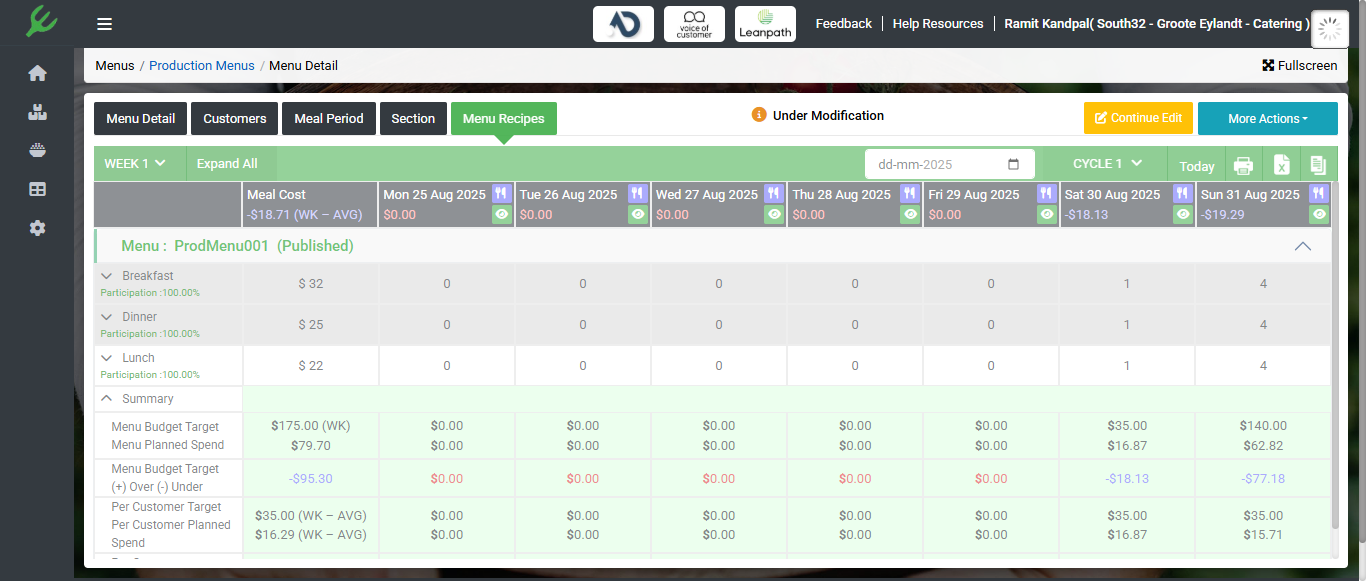 voice of customer
Leanpath
Feedback
Help Resources
Ramit Kandpal( South32 - Groote Eylandt - Catering )
Menus / Production Menus / Menu Detail
Fullscreen
Menu Detail
Customers
Meal Period
Section
Menu Recipes
Under Modification
Continue Edit
More Actions
WEEK 1
Expand All
dd-mm-2025
CYCLE 1
Today
Meal Cost Mon 25 Aug 2025 Tue 26 Aug 2025 Wed 27 Aug 2025 Thu 28 Aug 2025 Fri 29 Aug 2025 Sat 30 Aug 2025 Sun 31 Aug 2025
-$18.71 (WK – AVG) $0.00 $0.00 $0.00 $0.00 $0.00 -$18.13 -$19.29
Menu : ProdMenu001 (Published)
Breakfast
Participation :100.00%
$ 32 0 0 0 0 0 1 4
Dinner
Participation :100.00%
$ 25 0 0 0 0 0 1 4
Lunch
Participation :100.00%
$ 22 0 0 0 0 0 1 4
Summary
Menu Budget Target $175.00 (WK) $0.00 $0.00 $0.00 $0.00 $0.00 $35.00 $140.00
Menu Planned Spend $79.70 $0.00 $0.00 $0.00 $0.00 $0.00 $16.87 $62.82
Menu Budget Target
(+) Over (-) Under
-$95.30 $0.00 $0.00 $0.00 $0.00 $0.00 -$18.13 -$77.18
Per Customer Target
Per Customer Planned
Spend
$35.00 (WK – AVG) $0.00 $0.00 $0.00 $0.00 $0.00 $35.00 $35.00
$16.29 (WK – AVG) $0.00 $0.00 $0.00 $0.00 $0.00 $16.87 $15.71